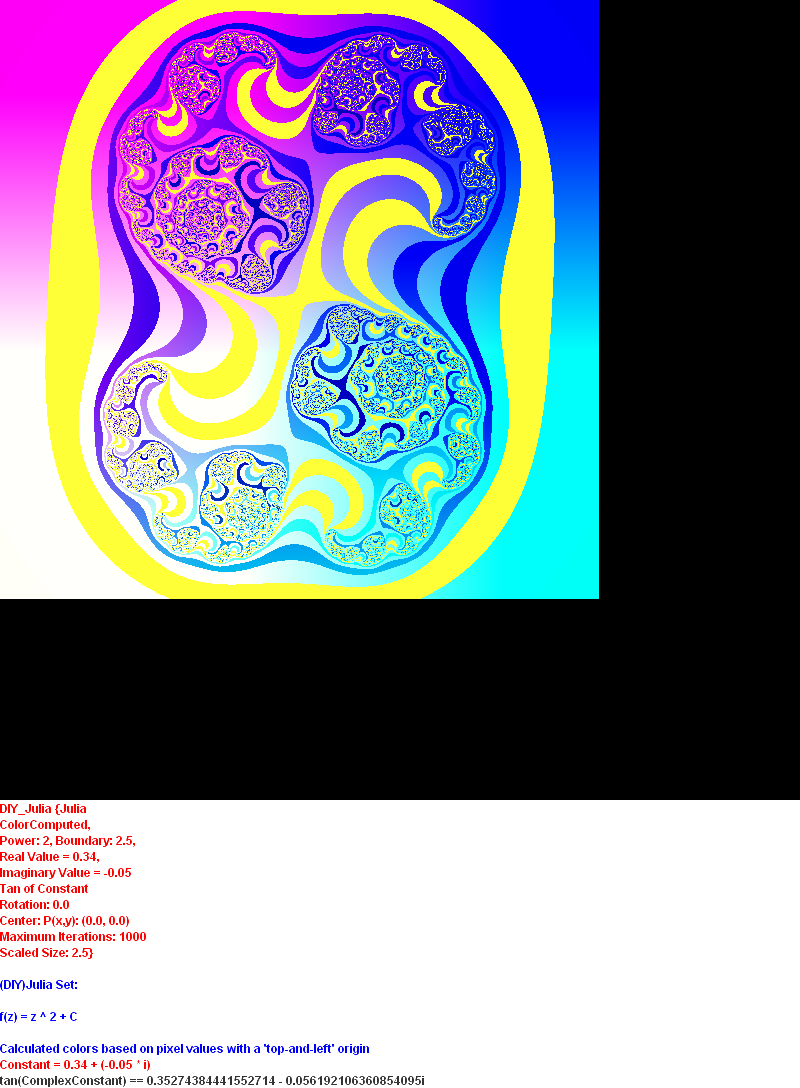 DIY_Julia {Julia
ColorComputed,
Power: 2, Boundary: 2.5,
Real Value = 0.34,
Imaginary Value = -0.05
Tan of Constant
Rotation: 0.0
Center: P(x,y): (0.0, 0.0)
Maximum Iterations: 1000
Scaled Size: 2.5}
(DIY)Julia Set:
f(z) = z ^ 2 + C
Calculated colors based on pixel values with a 'top-and-left' origin
Constant = 0.34 + (-0.05 * i)
tan(ComplexConstant) == 0.35274384441552714 - 0.056192106360854095i